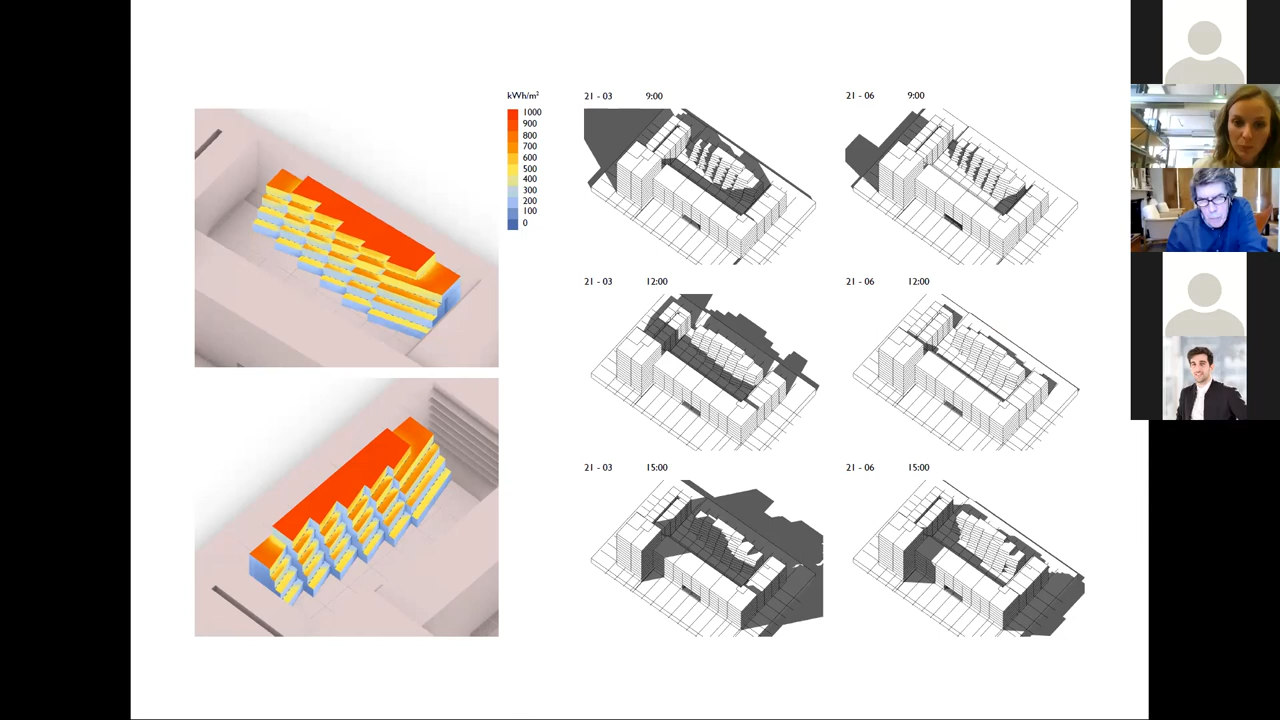 kWh/m²
1000
900
800
700
600
500
400
300
200
100
0
21 - 03 9:00
21 - 06 9:00
21 - 03 12:00
21 - 06 12:00
21 - 03 15:00
21 - 06 15:00